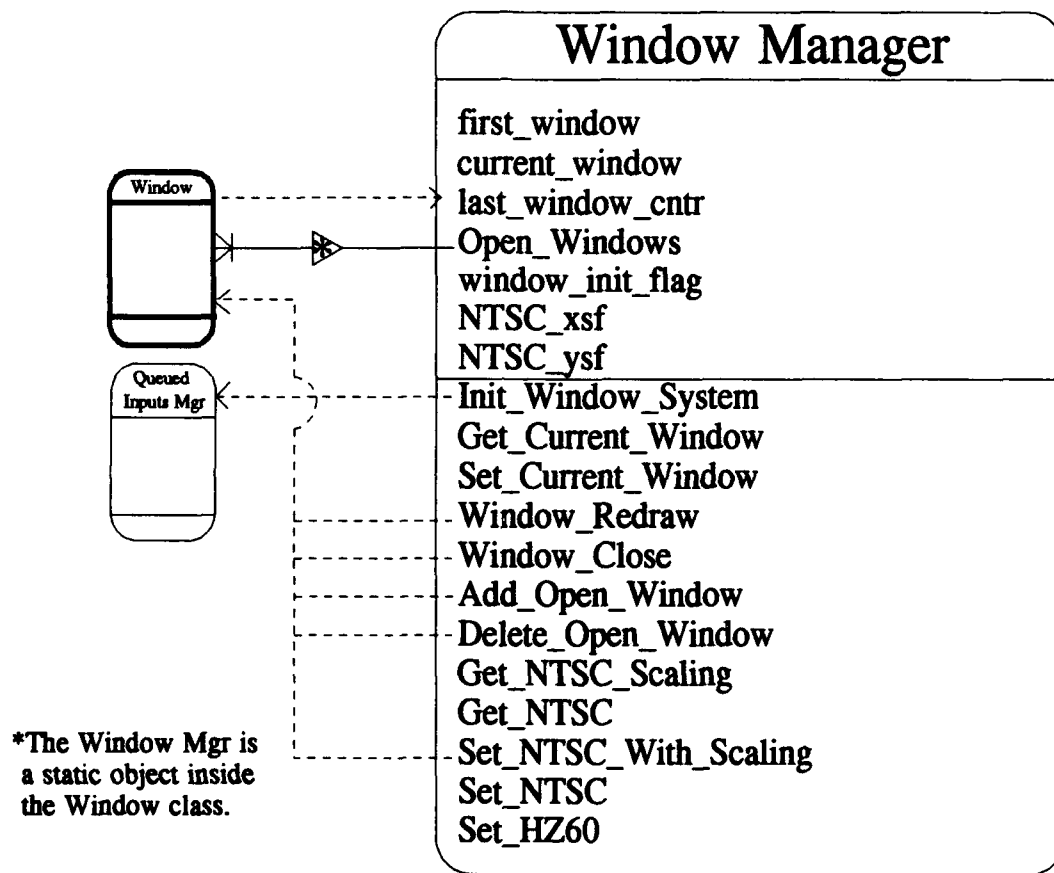 Window Manager
first_window
current_window
last_window_cntr
Open_Windows
window_init_flag
NTSC_xsf
NTSC_ysf
Init_Window_System
Get_Current_Window
Set_Current_Window
Window_Redraw
Window_Close
Add_Open_Window
Delete_Open_Window
Get_NTSC_Scaling
Get_NTSC
Set_NTSC_With_Scaling
Set_NTSC
Set_HZ60
Window
*
Queued
Inputs Mgr
*The Window Mgr is
a static object inside
the Window class.